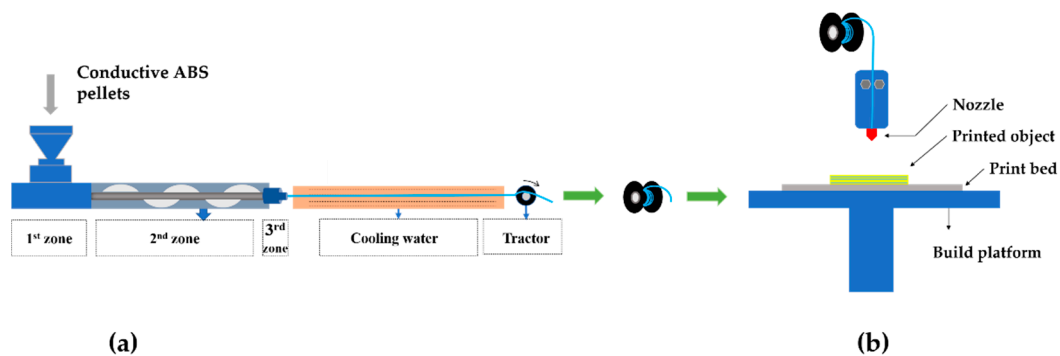 Conductive ABS
pellets
1st zone
2nd zone
3rd
zone
Cooling water
Tractor
Nozzle
Printed object
Print bed
Build platform
(a)
(b)